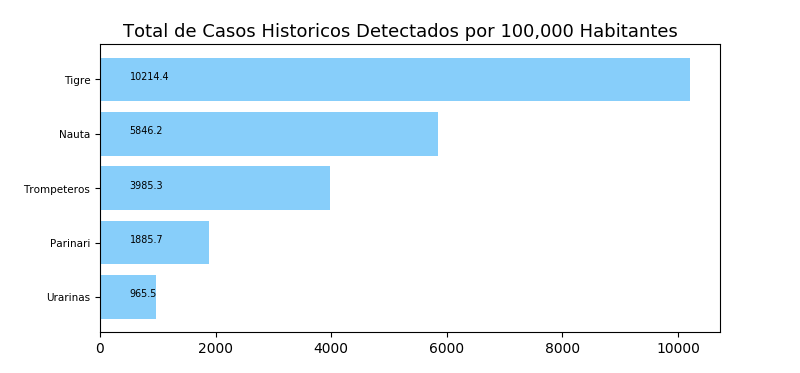 Total de Casos Historicos Detectados por 100,000 Habitantes
Tigre 10214.4
Nauta 5846.2
Trompeteros 3985.3
Parinari 1885.7
Urarinas 965.5
0 2000 4000 6000 8000 10000